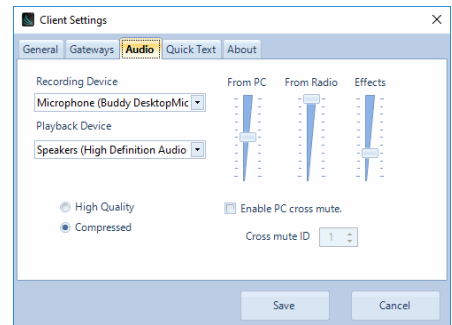 Client Settings
General Gateways Audio Quick Text About
Recording Device
Microphone (Buddy DesktopMic
Playback Device
Speakers (High Definition Audio
From PC From Radio Effects
High Quality
Compressed
Enable PC cross mute.
Cross mute ID 1
Save Cancel